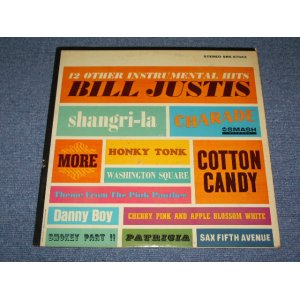 STEREO SRS 67065
12 OTHER INSTRUMENTAL HITS
BILL JUSTIS
shangri-la
CHARADE
SMASH
MORE
HONKY TONK
WASHINGTON SQUARE
COTTON CANDY
Theme From The Pink Panther
Danny Boy
CHERRY PINK AND APPLE BLOSSOM WHITE
SMOKEY PART II
PATRICIA
SAX FIFTH AVENUE